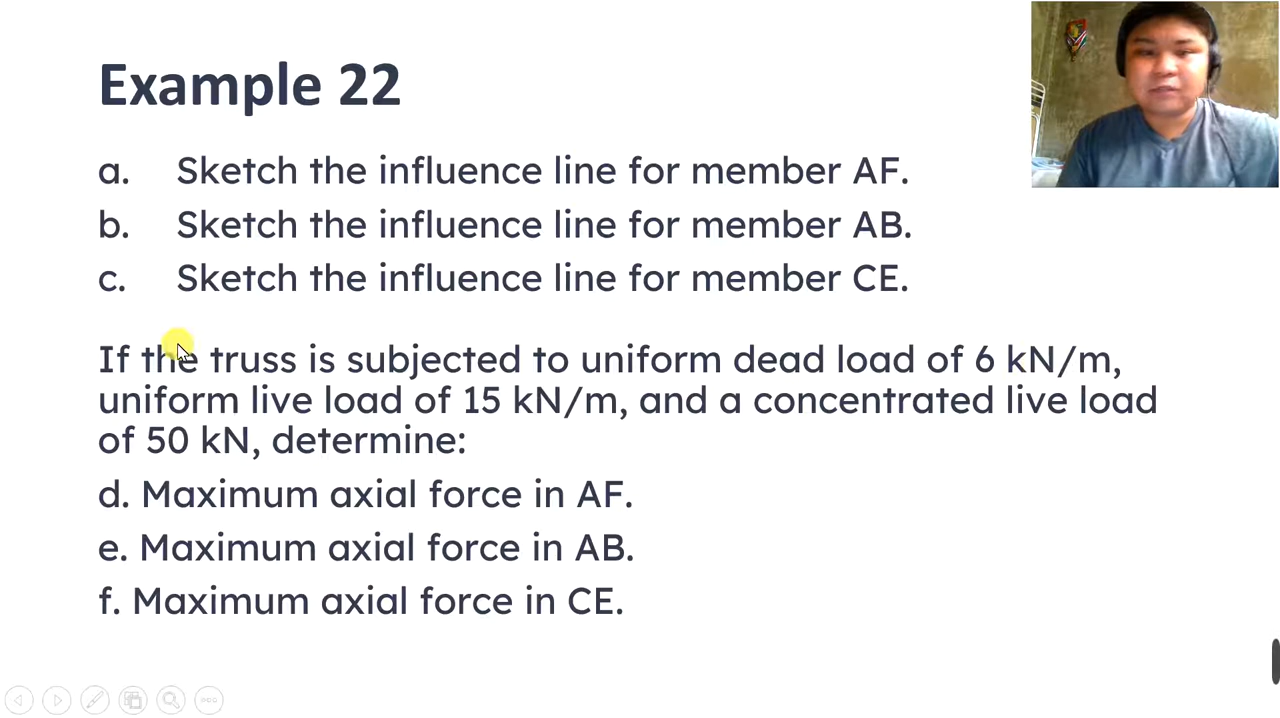 Example 22
a. Sketch the influence line for member AF.
b. Sketch the influence line for member AB.
c. Sketch the influence line for member CE.
If the truss is subjected to uniform dead load of 6 kN/m,
uniform live load of 15 kN/m, and a concentrated live load
of 50 kN, determine:
d. Maximum axial force in AF.
e. Maximum axial force in AB.
f. Maximum axial force in CE.